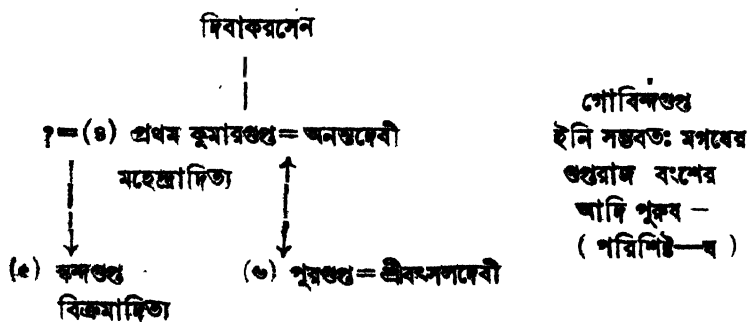 দিবাকরসেন
গোবিন্দগুপ্ত
?=(৪) প্রথম কুমারগুপ্ত=অনন্তদেবী
ইনি সম্ভবতঃ মগধের
মহেন্দ্রাদিত্য
গুপ্তরাজ বংশের
আদি পুরুষ –
(৫) স্কন্দগুপ্ত
(৬) পুরগুপ্ত=শ্রীবৎসলদেবী
(পরিশিষ্ট—ঘ)
বিক্রমাদিত্য